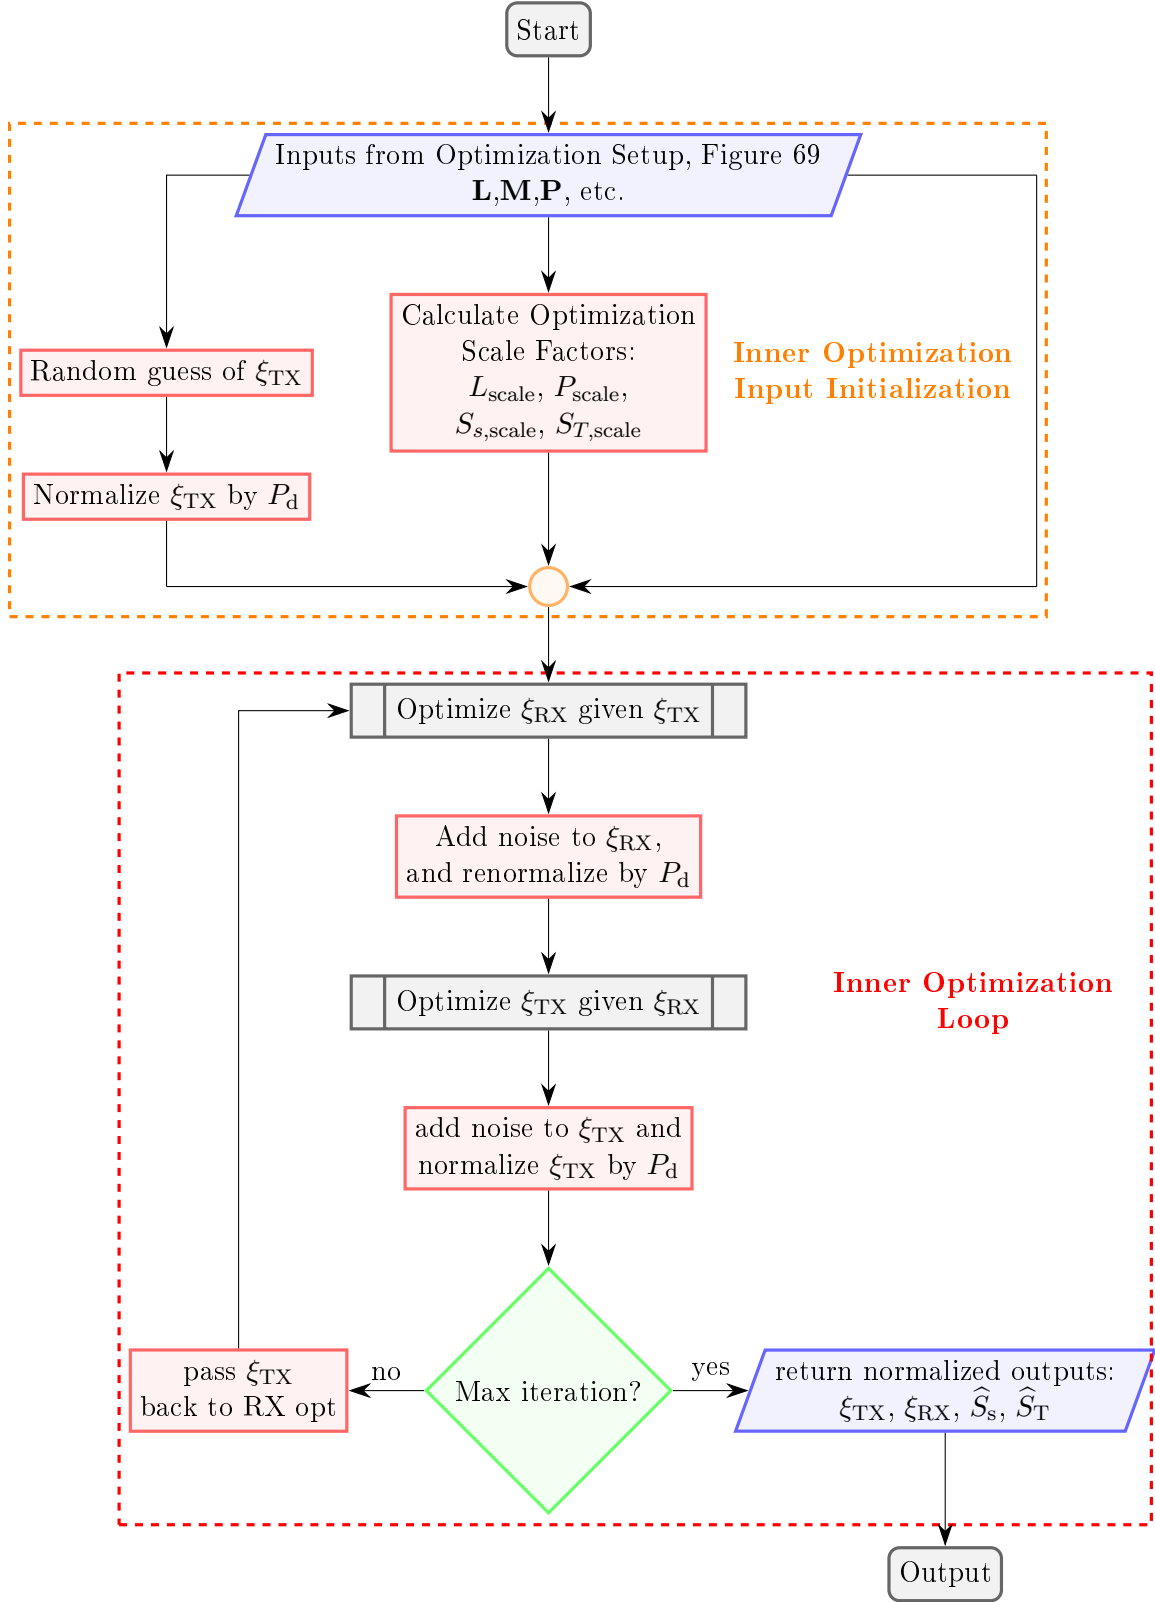 Start
Inputs from Optimization Setup, Figure 69
L,M,P, etc.
Calculate Optimization
Scale Factors:
L_scale, P_scale,
S_s,scale, S_T,scale
Inner Optimization
Input Initialization
Random guess of ξ_TX
Normalize ξ_TX by P_d
Optimize ξ_RX given ξ_TX
Add noise to ξ_RX,
and renormalize by P_d
Optimize ξ_TX given ξ_RX
Inner Optimization
Loop
add noise to ξ_TX and
normalize ξ_TX by P_d
Max iteration?
no
yes
pass ξ_TX
back to RX opt
return normalized outputs:
ξ_TX, ξ_RX, Ŝ_s, Ŝ_T
Output